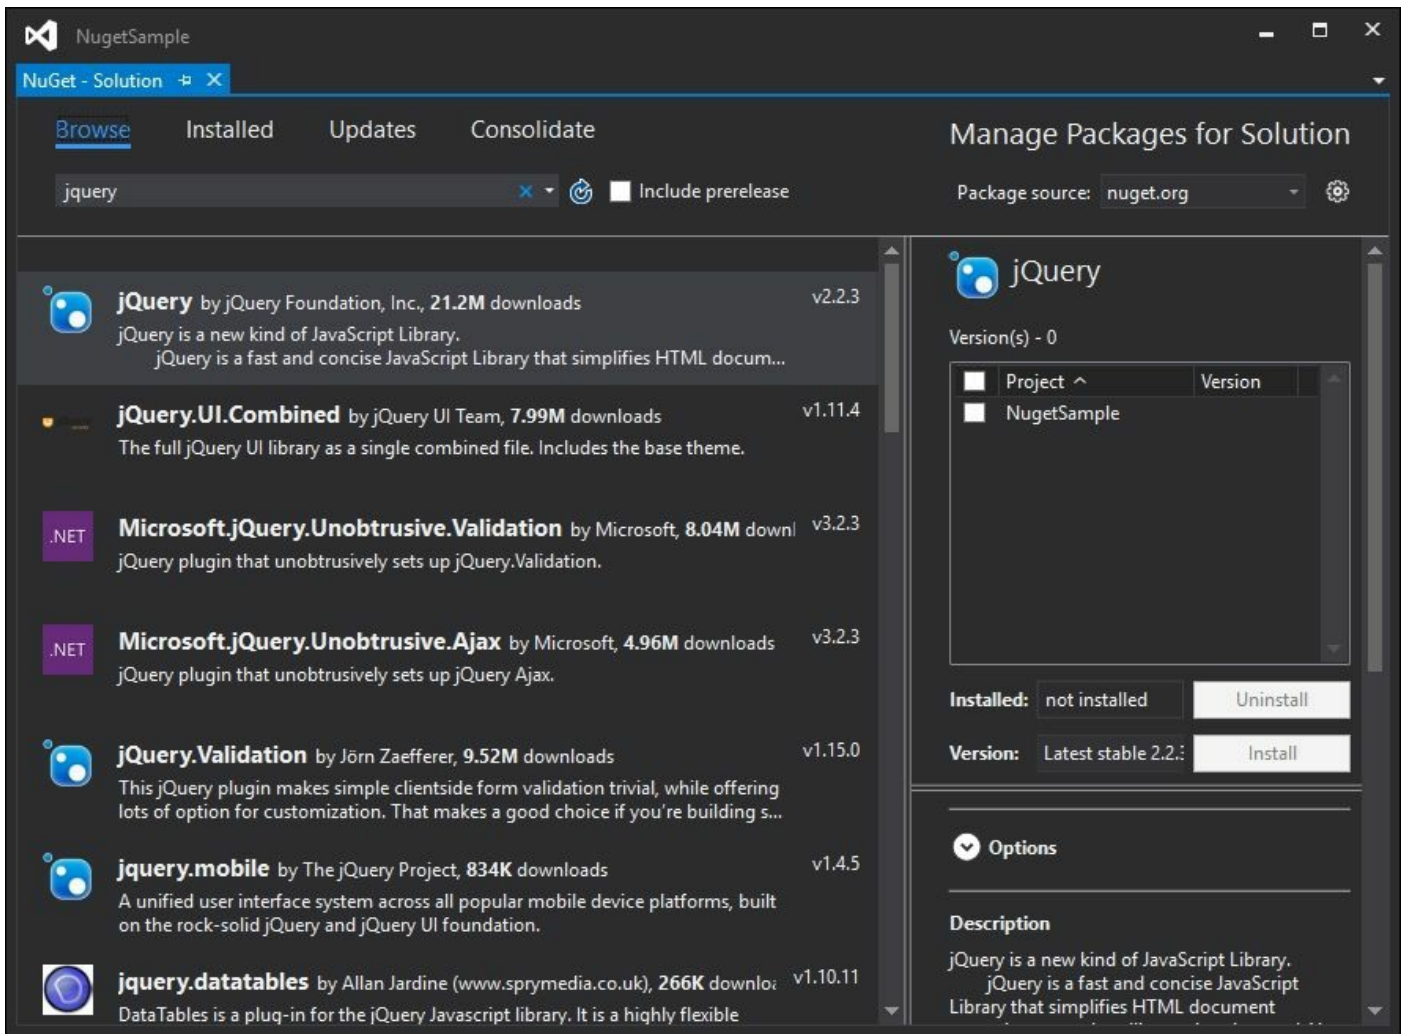 NugetSample
NuGet - Solution
Browse Installed Updates Consolidate
Manage Packages for Solution
jquery
Include prerelease
Package source: nuget.org
jQuery by jQuery Foundation, Inc., 21.2M downloads v2.2.3
jQuery is a new kind of JavaScript Library.
jQuery is a fast and concise JavaScript Library that simplifies HTML docum...
jQuery.UI.Combined by jQuery UI Team, 7.99M downloads v1.11.4
The full jQuery UI library as a single combined file. Includes the base theme.
.NET
Microsoft.jQuery.Unobtrusive.Validation by Microsoft, 8.04M downl v3.2.3
jQuery plugin that unobtrusively sets up jQuery.Validation.
.NET
Microsoft.jQuery.Unobtrusive.Ajax by Microsoft, 4.96M downloads v3.2.3
jQuery plugin that unobtrusively sets up jQuery Ajax.
jQuery.Validation by Jörn Zaefferer, 9.52M downloads v1.15.0
This jQuery plugin makes simple clientside form validation trivial, while offering
lots of option for customization. That makes a good choice if you're building s...
jquery.mobile by The jQuery Project, 834K downloads v1.4.5
A unified user interface system across all popular mobile device platforms, built
on the rock-solid jQuery and jQuery UI foundation.
jquery.datatables by Allan Jardine (www.sprymedia.co.uk), 266K downlo v1.10.11
DataTables is a plug-in for the jQuery Javascript library. It is a highly flexible
jQuery
Version(s) - 0
Project Version
NugetSample
Installed: not installed Uninstall
Version: Latest stable 2.2.3 Install
Options
Description
jQuery is a new kind of JavaScript Library.
jQuery is a fast and concise JavaScript
Library that simplifies HTML document